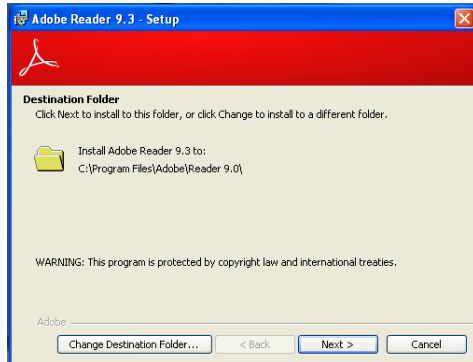 Adobe Reader 9.3 - Setup
Destination Folder
Click Next to install to this folder, or click Change to install to a different folder.
Install Adobe Reader 9.3 to:
C:\Program Files\Adobe\Reader 9.0\
WARNING: This program is protected by copyright law and international treaties.
Adobe
Change Destination Folder... < Back Next > Cancel